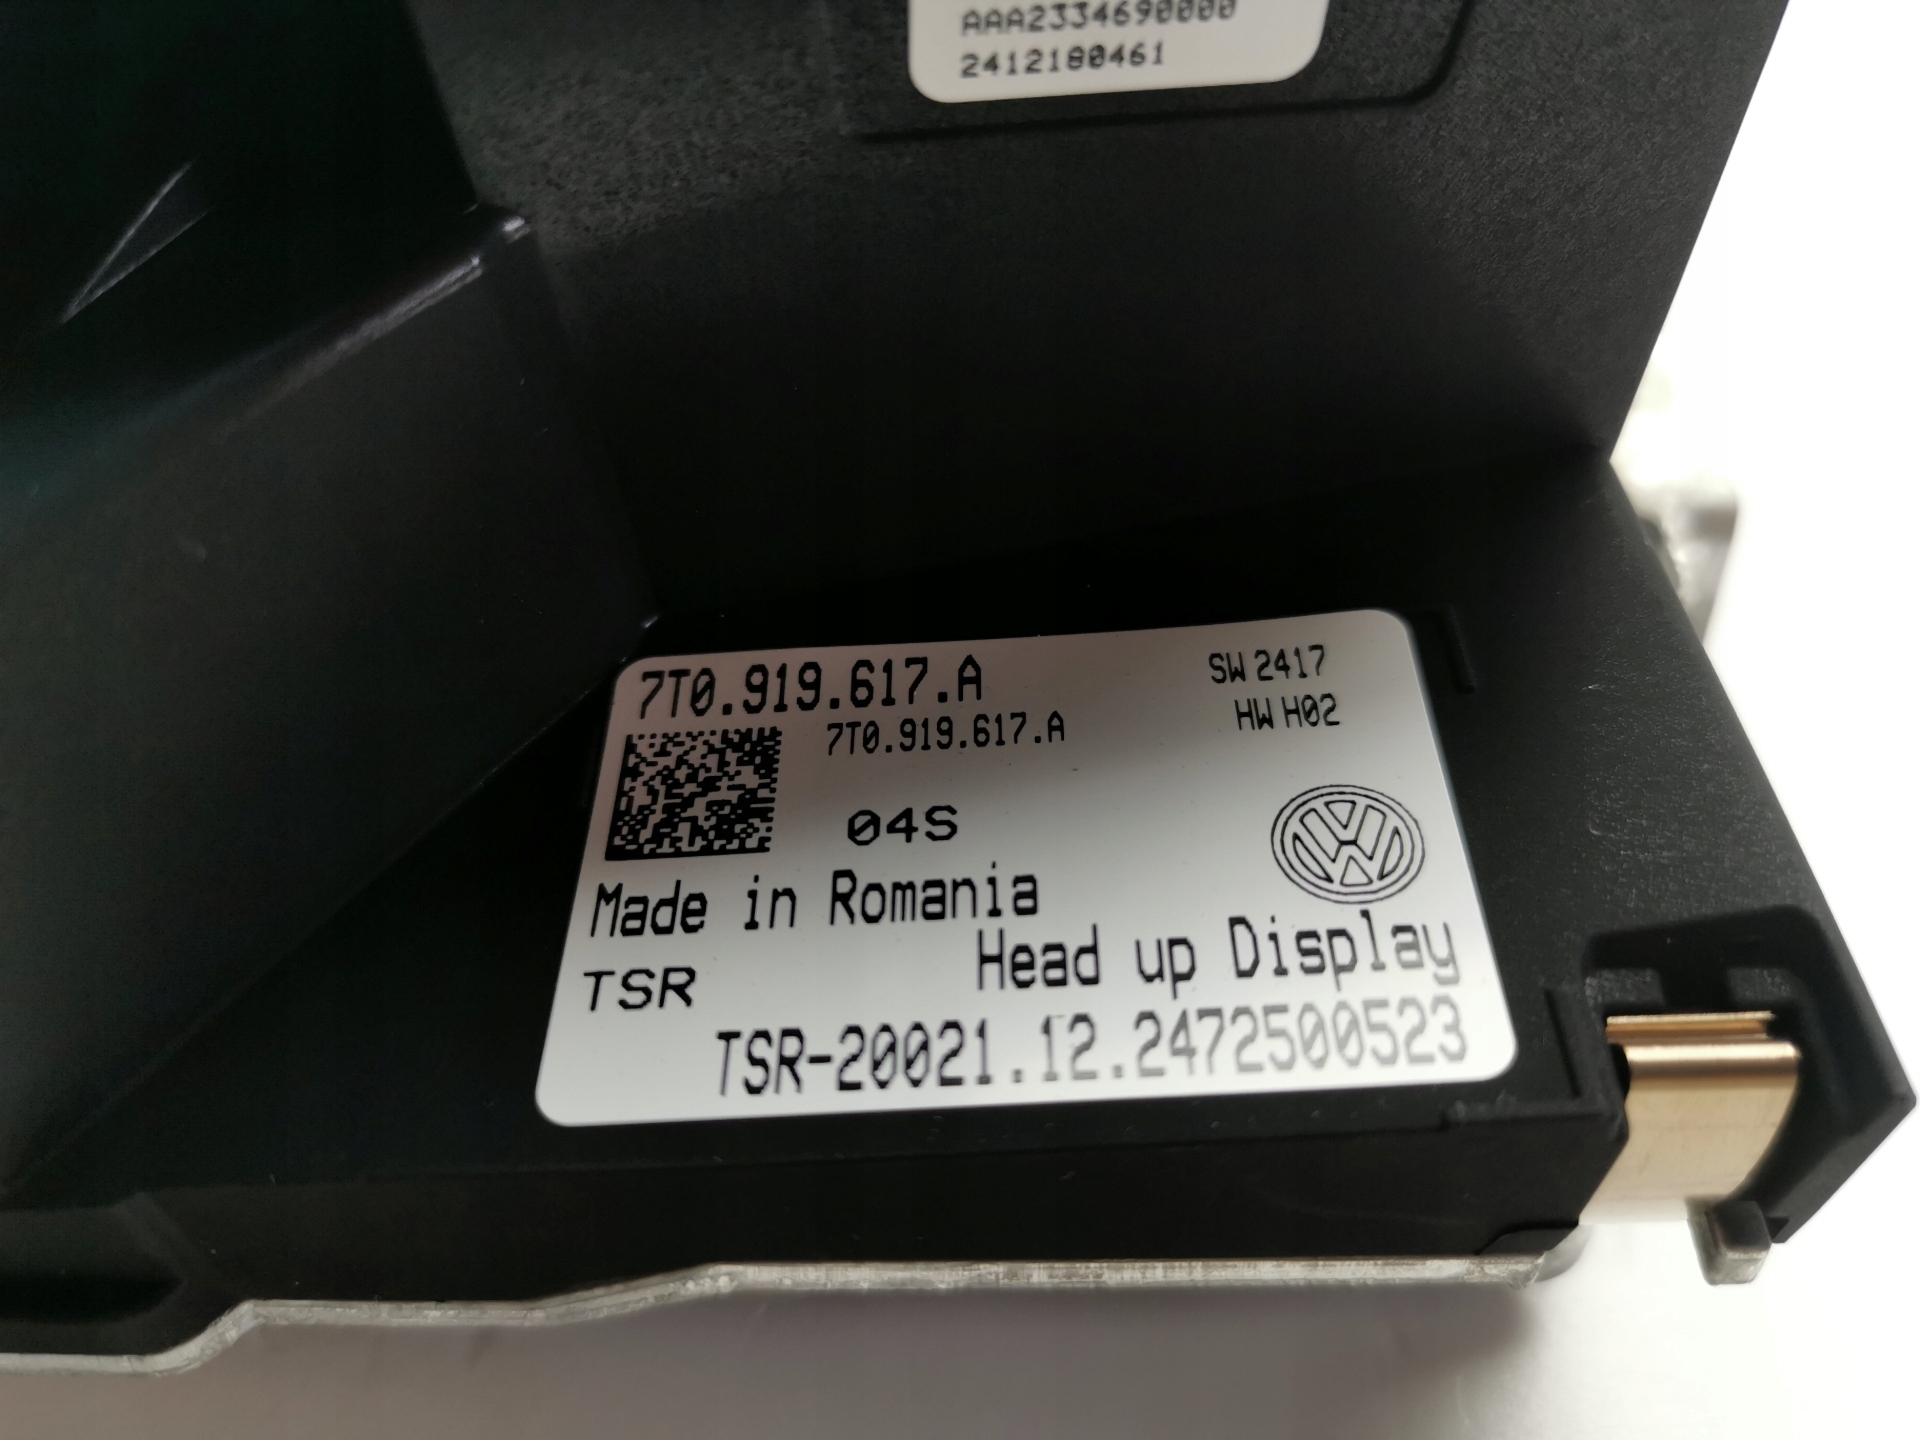 AAA2334690000
2412180461
7T0.919.617.A
SW 2417
7T0.919.617.A
HW H02
04S
Made in Romania
Head up Display
TSR
TSR-20021.12.2472500523